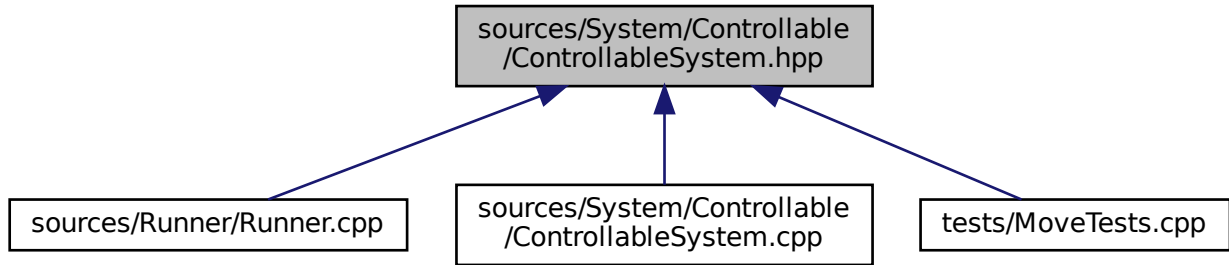 sources/System/Controllable
/ControllableSystem.hpp
sources/Runner/Runner.cpp
sources/System/Controllable
/ControllableSystem.cpp
tests/MoveTests.cpp